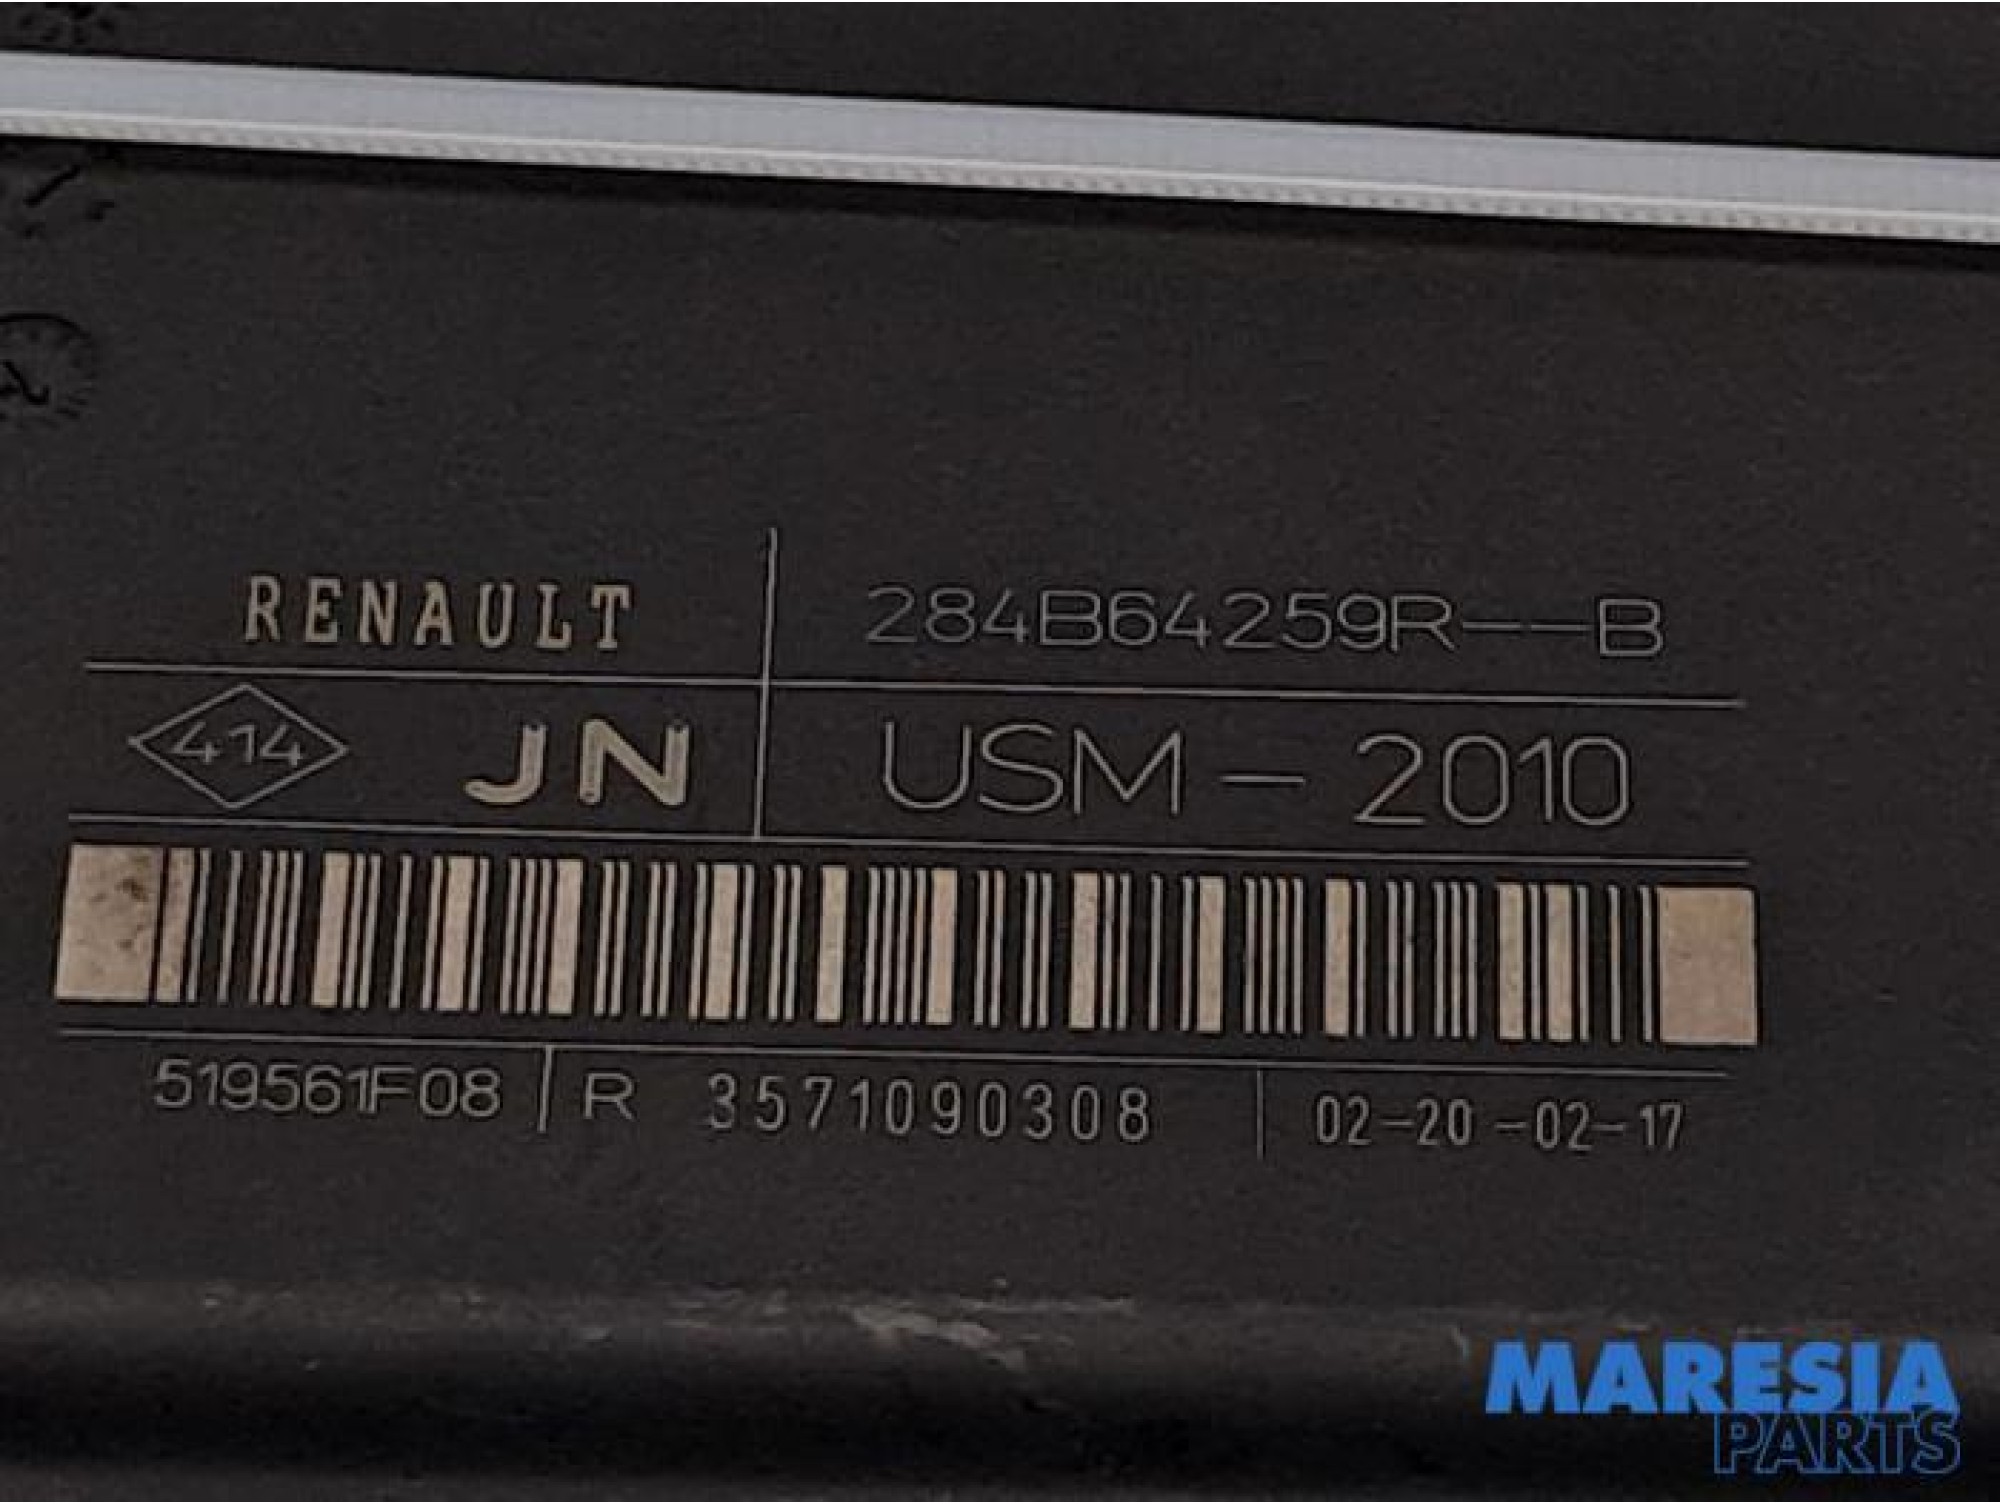 RENAULT 284B64259R--B
414 JN USM-2010
519561F08 R 3571090308 02-20-02-17
MARESIA
PARTS